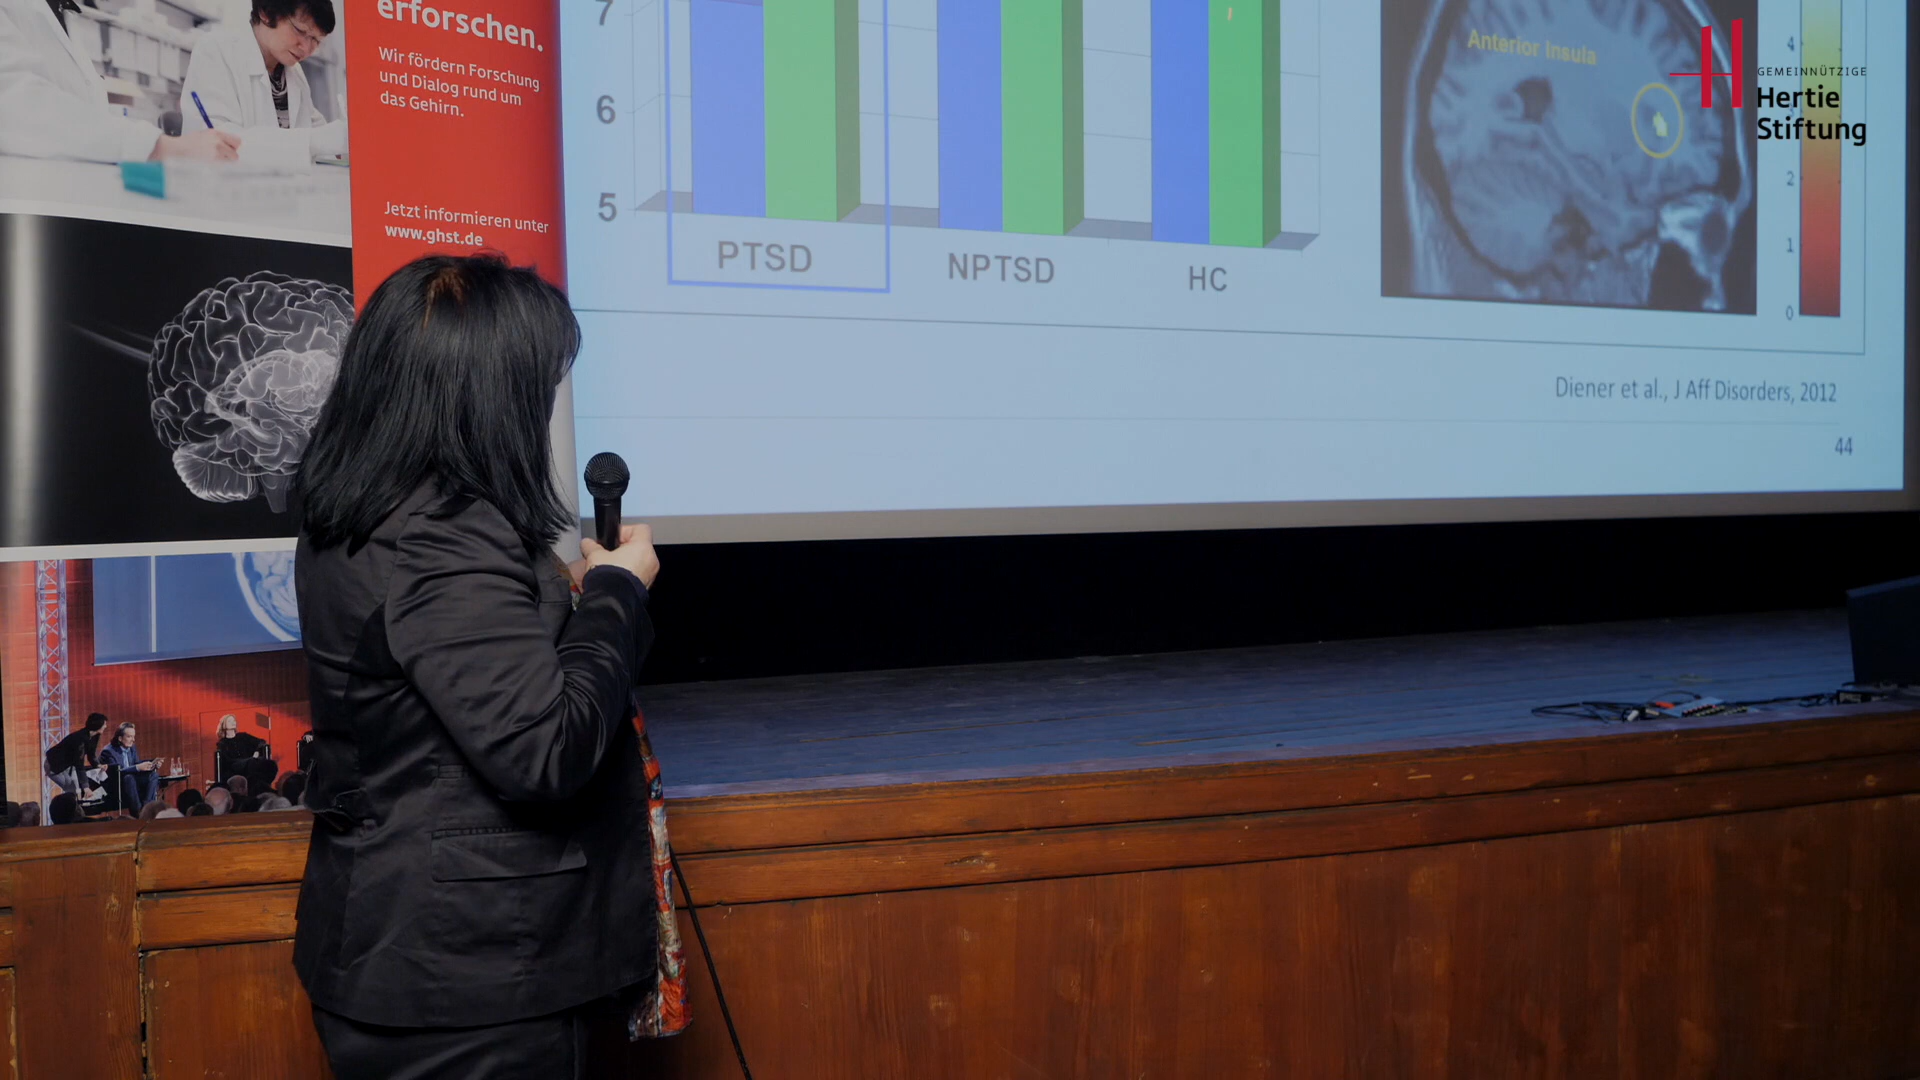 erforschen.
Wir fördern Forschung
und Dialog rund um
das Gehirn.
Jetzt informieren unter
www.ghst.de
7
6
5
PTSD
NPTSD
HC
Anterior Insula
4
2
1
0
Diener et al., J Aff Disorders, 2012
44
GEMEINNÜTZIGE
Hertie
Stiftung